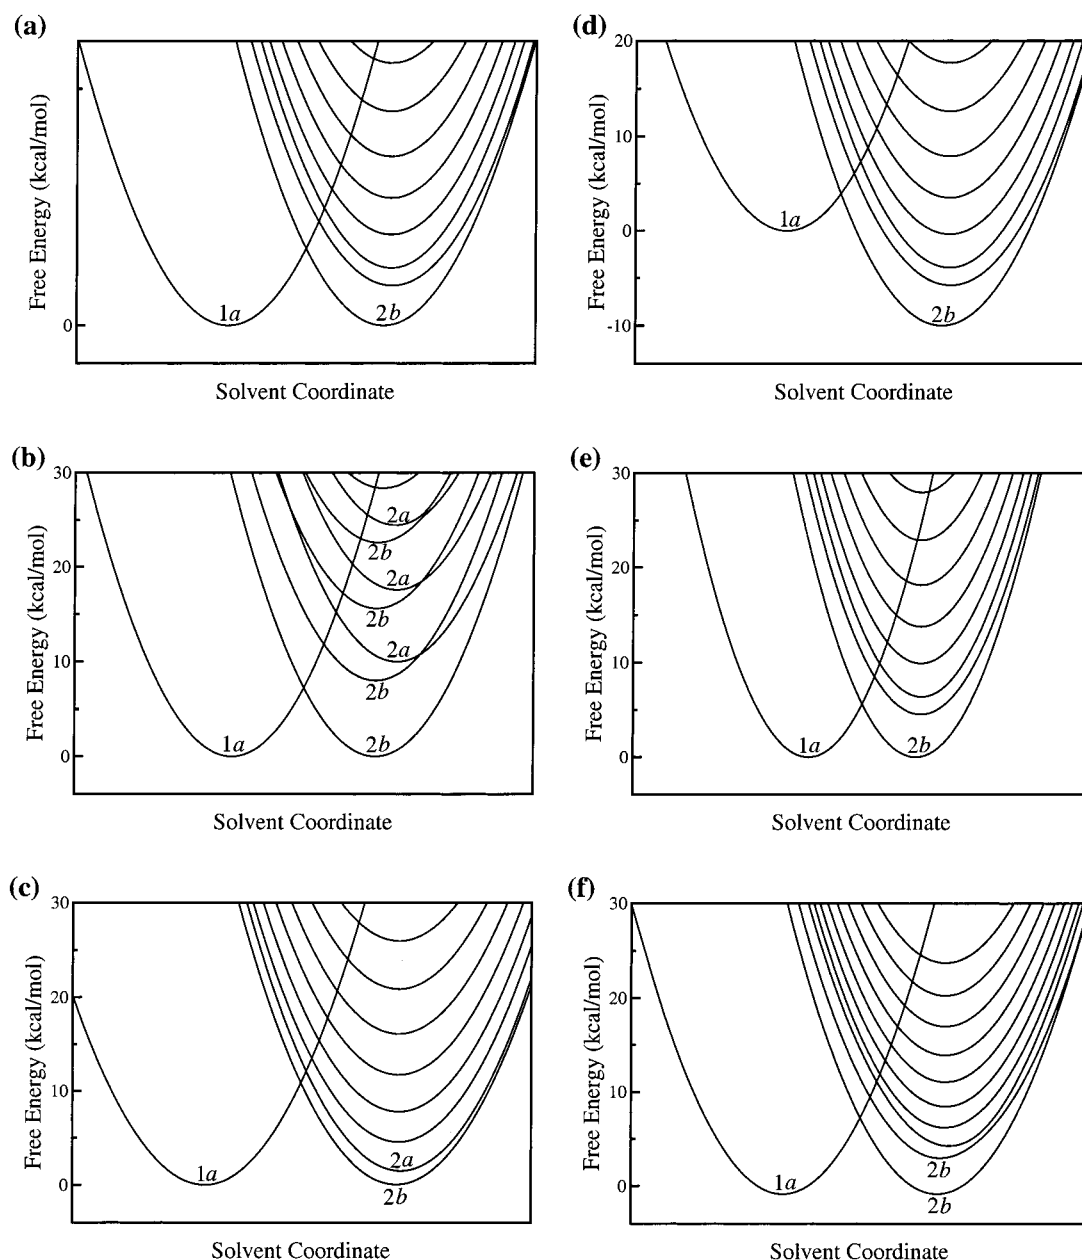 (a)
Free Energy (kcal/mol)
0
1a
2b
Solvent Coordinate
(b)
Free Energy (kcal/mol)
30
20
10
0
1a
2a
2b
2a
2b
2a
2b
2b
Solvent Coordinate
(c)
Free Energy (kcal/mol)
30
20
10
0
1a
2a
2b
Solvent Coordinate
(d)
Free Energy (kcal/mol)
20
10
0
-10
1a
2b
Solvent Coordinate
(e)
Free Energy (kcal/mol)
30
20
10
0
1a
2b
Solvent Coordinate
(f)
Free Energy (kcal/mol)
30
20
10
0
1a
2b
2b
Solvent Coordinate